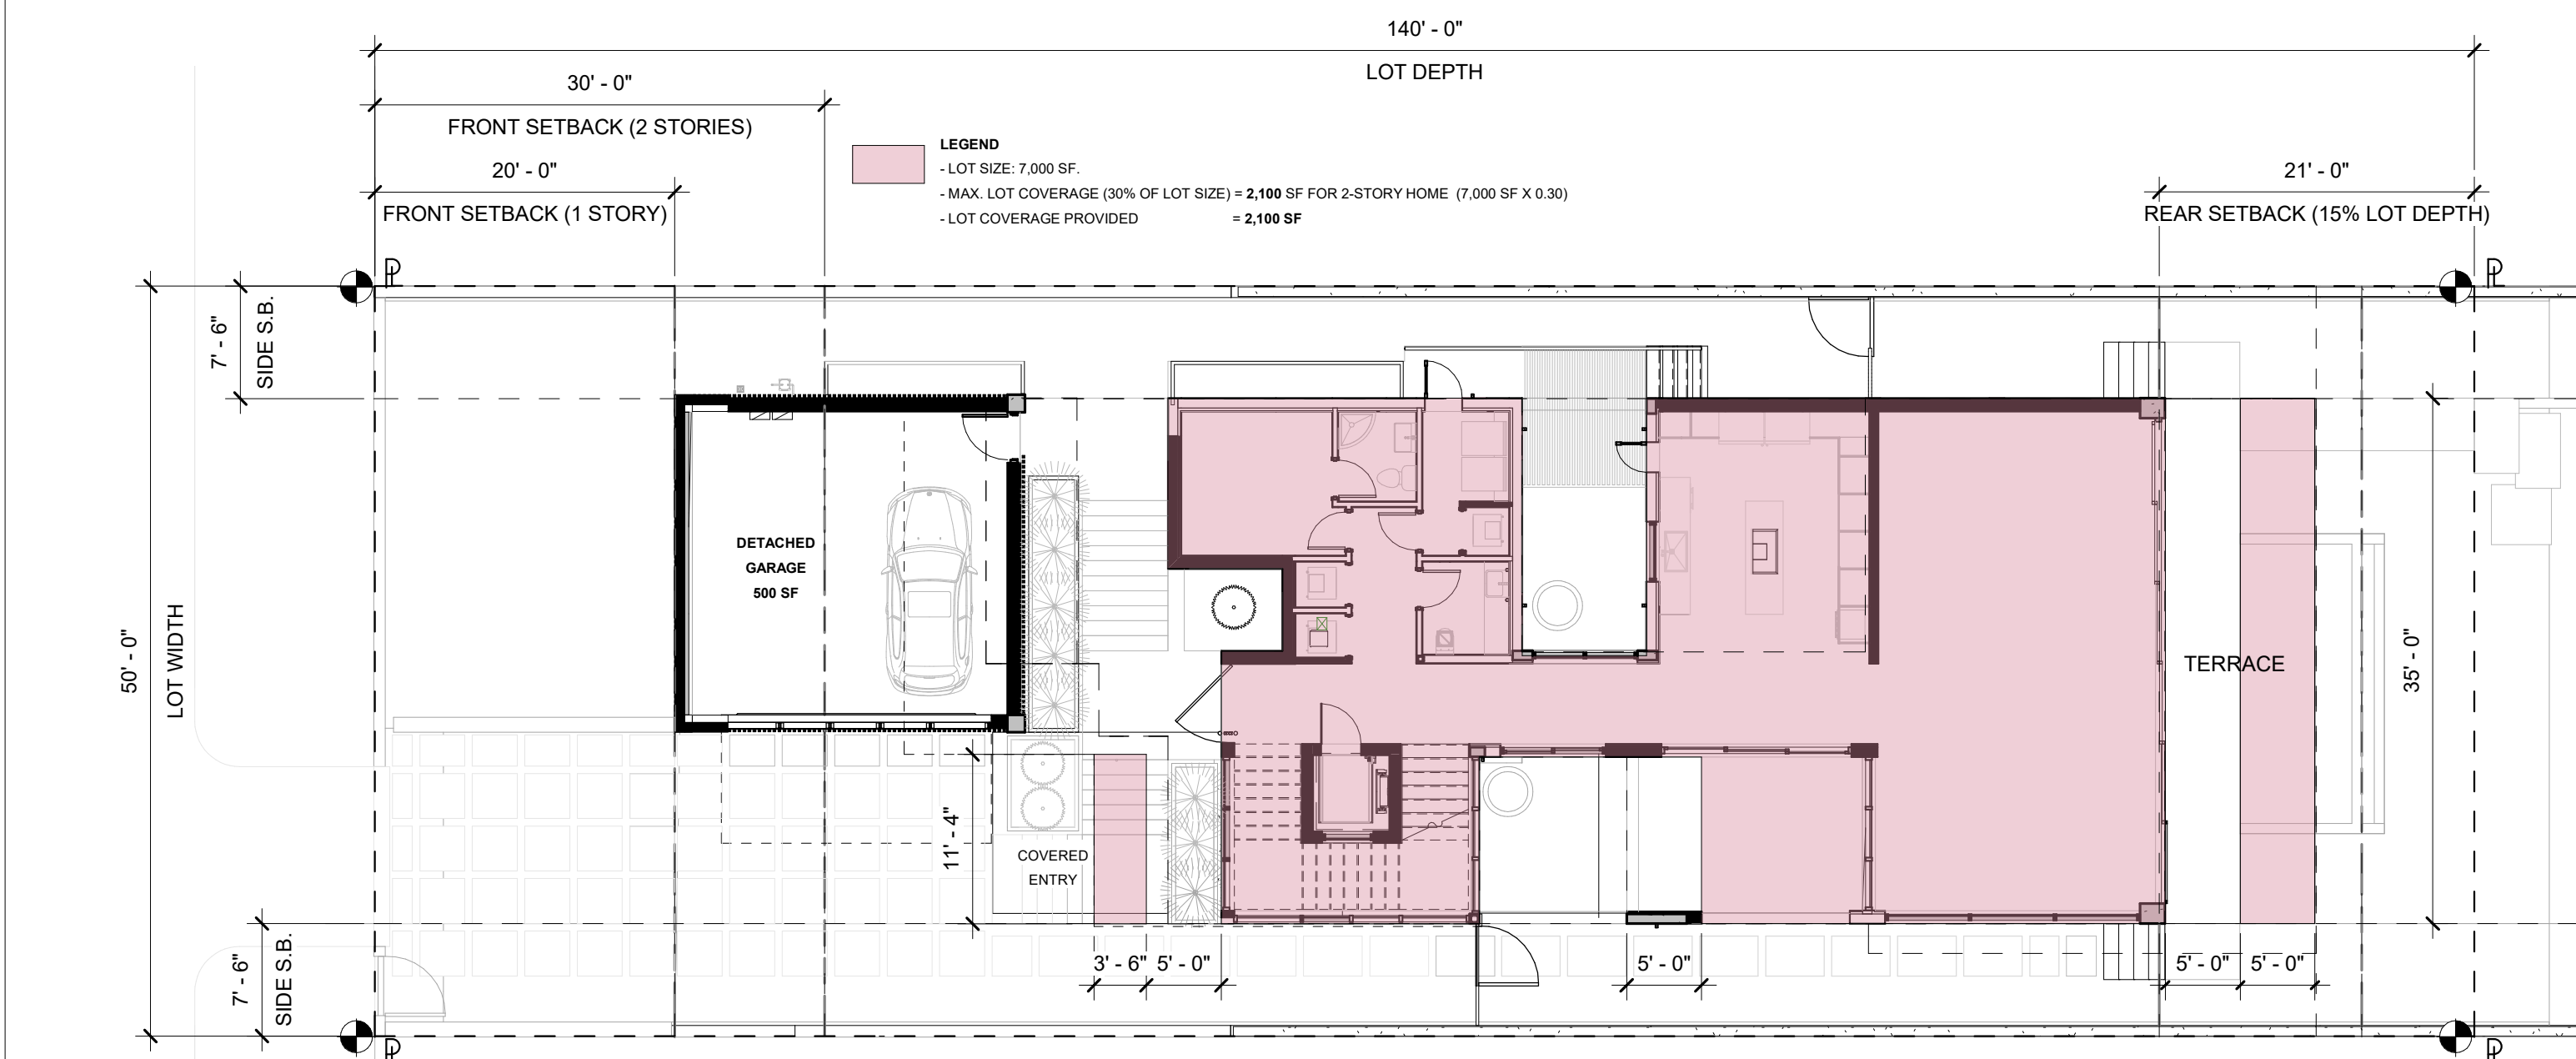 140' - 0"
LOT DEPTH
30' - 0"
FRONT SETBACK (2 STORIES)
20' - 0"
FRONT SETBACK (1 STORY)
LEGEND
- LOT SIZE: 7,000 SF.
- MAX. LOT COVERAGE (30% OF LOT SIZE) = 2,100 SF FOR 2-STORY HOME (7,000 SF X 0.30)
- LOT COVERAGE PROVIDED = 2,100 SF
21' - 0"
REAR SETBACK (15% LOT DEPTH)
PL
PL
7' - 6"
SIDE S.B.
50' - 0"
LOT WIDTH
DETACHED
GARAGE
500 SF
TERRACE
35' - 0"
11' - 4"
COVERED
ENTRY
7' - 6"
SIDE S.B.
3' - 6"
5' - 0"
5' - 0"
5' - 0"
5' - 0"
PL
PL